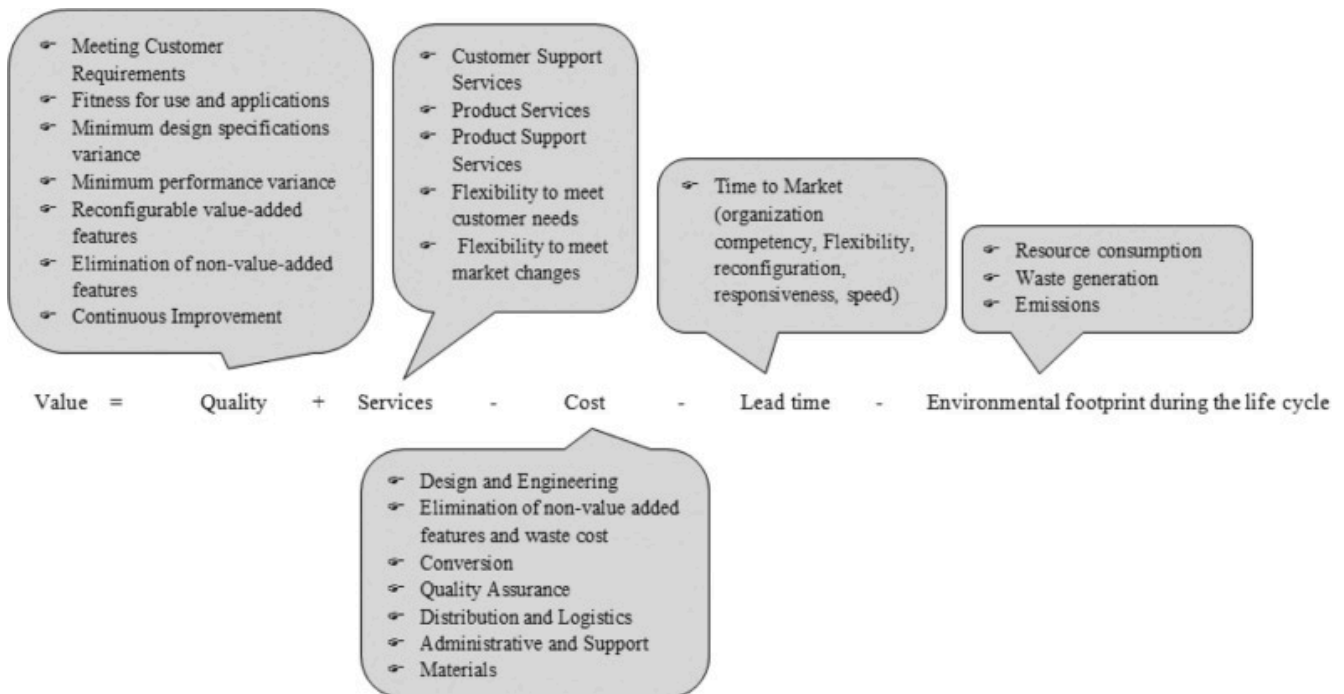 Meeting Customer
Requirements
Fitness for use and applications
Minimum design specifications
variance
Minimum performance variance
Reconfigurable value-added
features
Elimination of non-value-added
features
Continuous Improvement
Customer Support
Services
Product Services
Product Support
Services
Flexibility to meet
customer needs
Flexibility to meet
market changes
Time to Market
(organization
competency, Flexibility,
reconfiguration,
responsiveness, speed)
Resource consumption
Waste generation
Emissions
Value = Quality + Services - Cost - Lead time - Environmental footprint during the life cycle
Design and Engineering
Elimination of non-value added
features and waste cost
Conversion
Quality Assurance
Distribution and Logistics
Administrative and Support
Materials